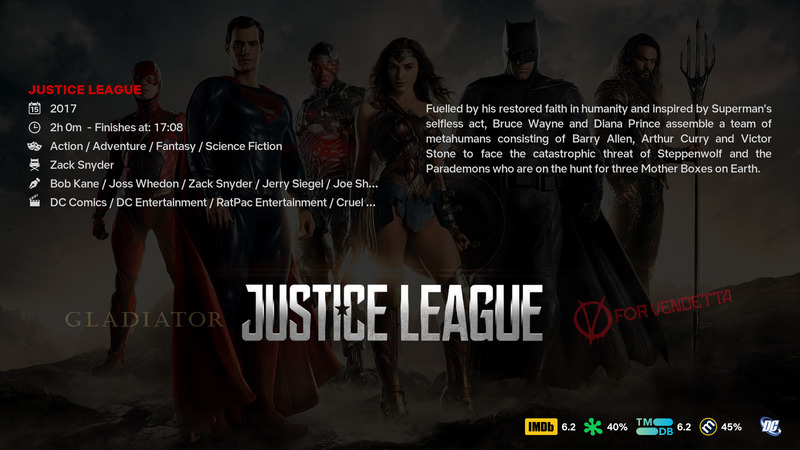 JUSTICE LEAGUE
15 2017
2h 0m - Finishes at: 17:08
Action / Adventure / Fantasy / Science Fiction
Zack Snyder
Bob Kane / Joss Whedon / Zack Snyder / Jerry Siegel / Joe Sh...
DC Comics / DC Entertainment / RatPac Entertainment / Cruel ...
Fuelled by his restored faith in humanity and inspired by Superman's
selfless act, Bruce Wayne and Diana Prince assemble a team of
metahumans consisting of Barry Allen, Arthur Curry and Victor
Stone to face the catastrophic threat of Steppenwolf and the
Parademons who are on the hunt for three Mother Boxes on Earth.
GLADIATOR
JUSTICE LEAGUE
V FOR VENDETTA
IMDb 6.2 40% TMDB 6.2 45% DC